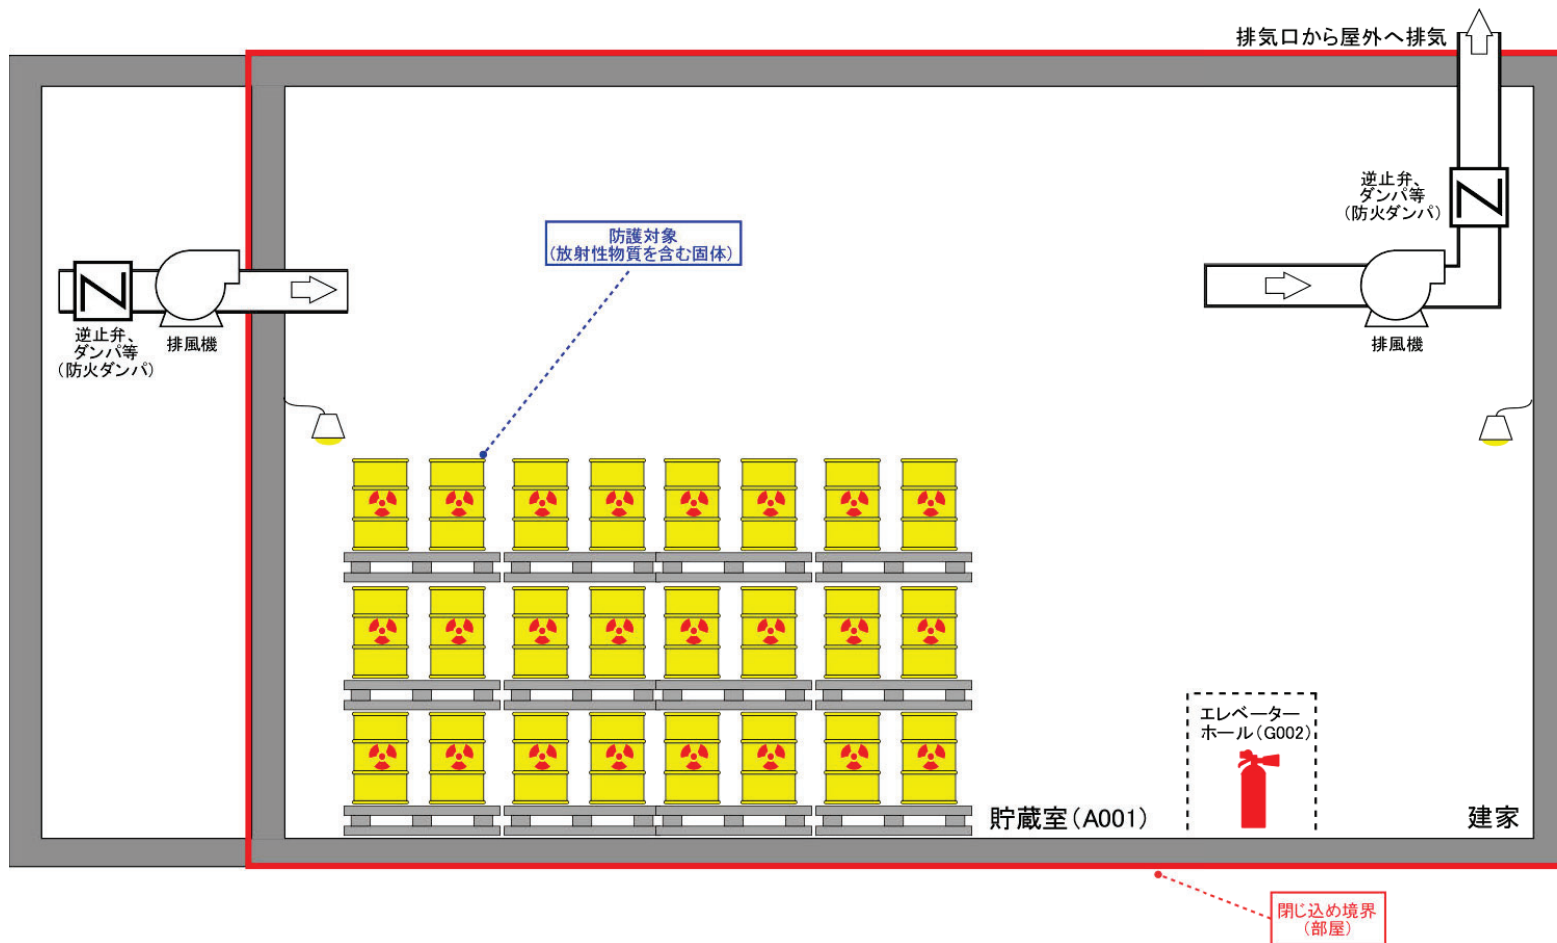 排気口から屋外へ排気
逆止弁、
ダンパ等
(防火ダンパ)
防護対象
(放射性物質を含む固体)
逆止弁、
ダンパ等
(防火ダンパ)
排風機
排風機
エレベーター
ホール(G002)
貯蔵室(A001)
建家
閉じ込め境界
(部屋)